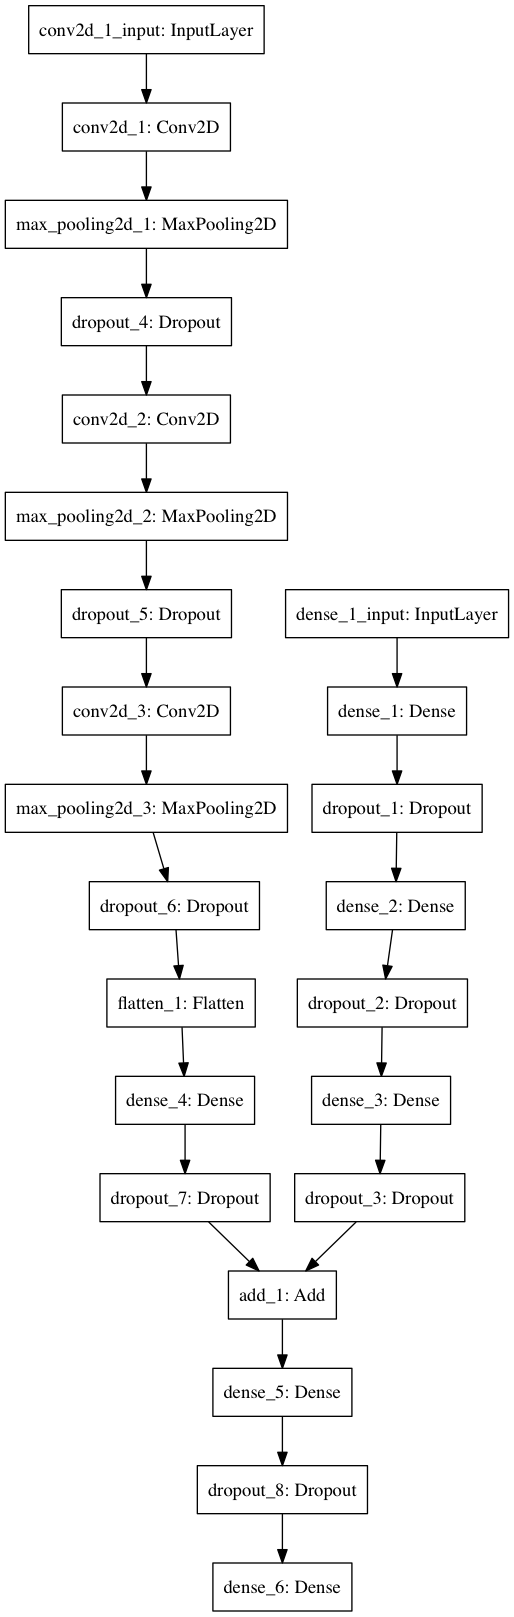 conv2d_1_input: InputLayer
conv2d_1: Conv2D
max_pooling2d_1: MaxPooling2D
dropout_4: Dropout
conv2d_2: Conv2D
max_pooling2d_2: MaxPooling2D
dropout_5: Dropout
dense_1_input: InputLayer
conv2d_3: Conv2D
dense_1: Dense
max_pooling2d_3: MaxPooling2D
dropout_1: Dropout
dropout_6: Dropout
dense_2: Dense
flatten_1: Flatten
dropout_2: Dropout
dense_4: Dense
dense_3: Dense
dropout_7: Dropout
dropout_3: Dropout
add_1: Add
dense_5: Dense
dropout_8: Dropout
dense_6: Dense